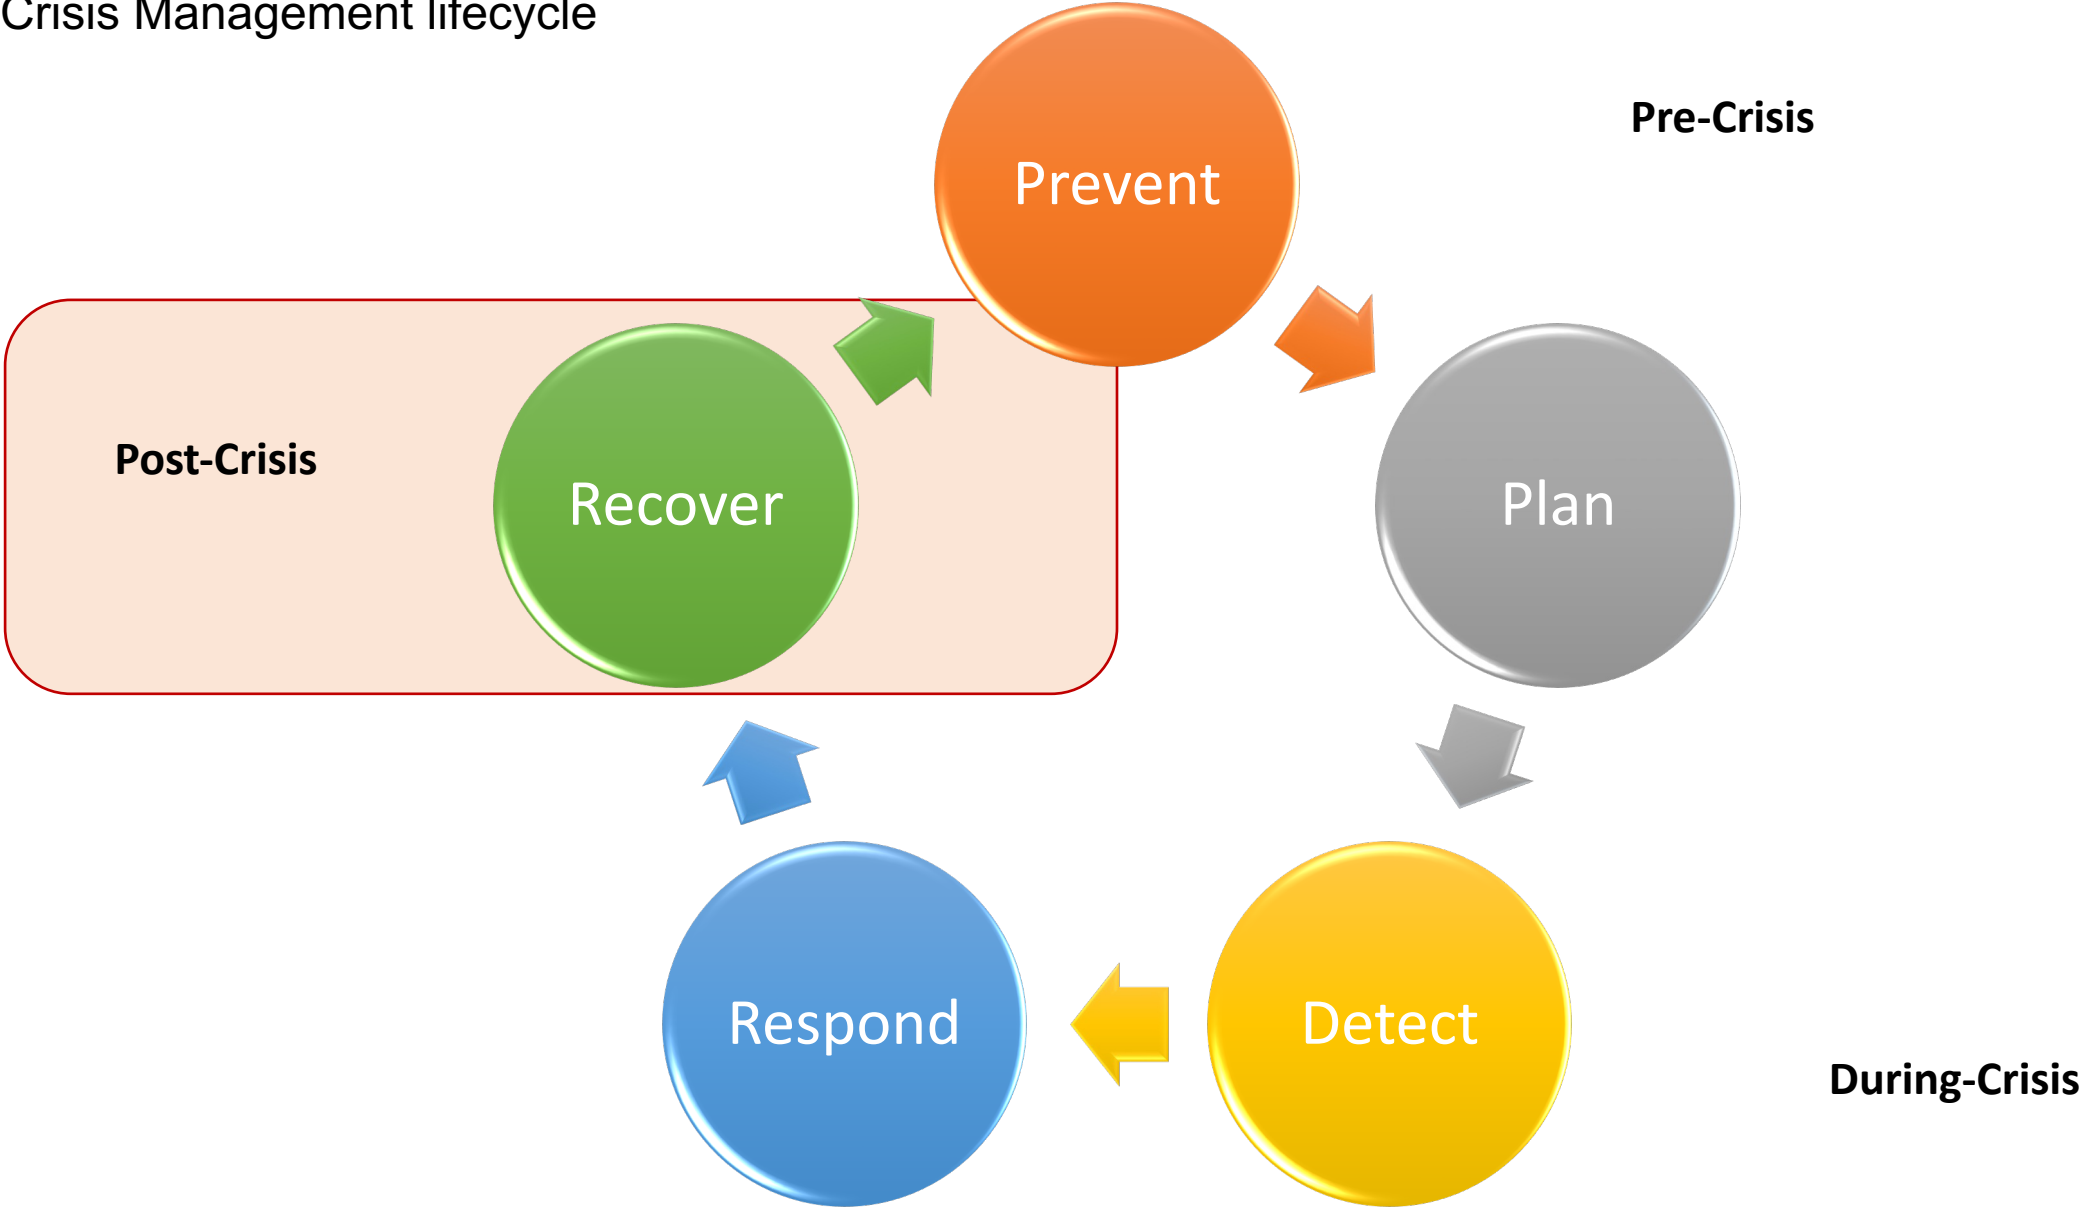 Crisis Management lifecycle
Prevent
Pre-Crisis
Post-Crisis
Recover
Plan
Respond
Detect
During-Crisis